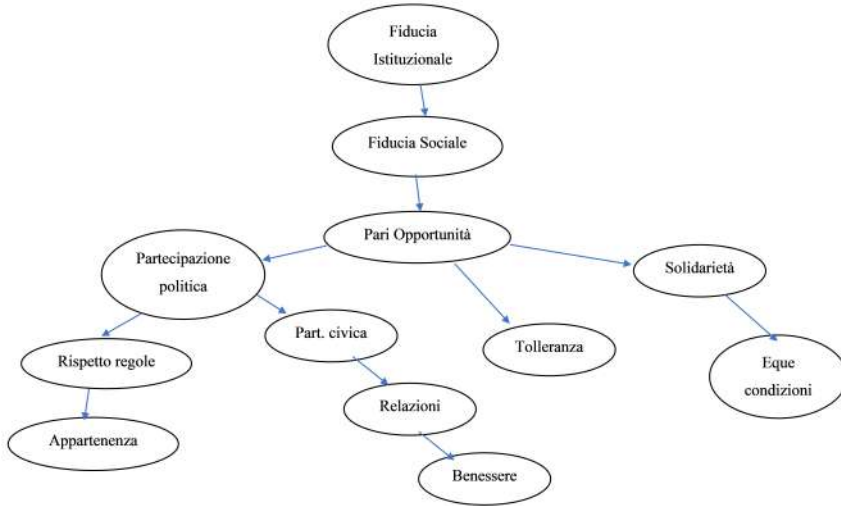 Fiducia
Istituzionale
Fiducia Sociale
Pari Opportunità
Partecipazione
politica
Solidarietà
Part. civica
Tolleranza
Rispetto regole
Eque
condizioni
Relazioni
Appartenenza
Benessere